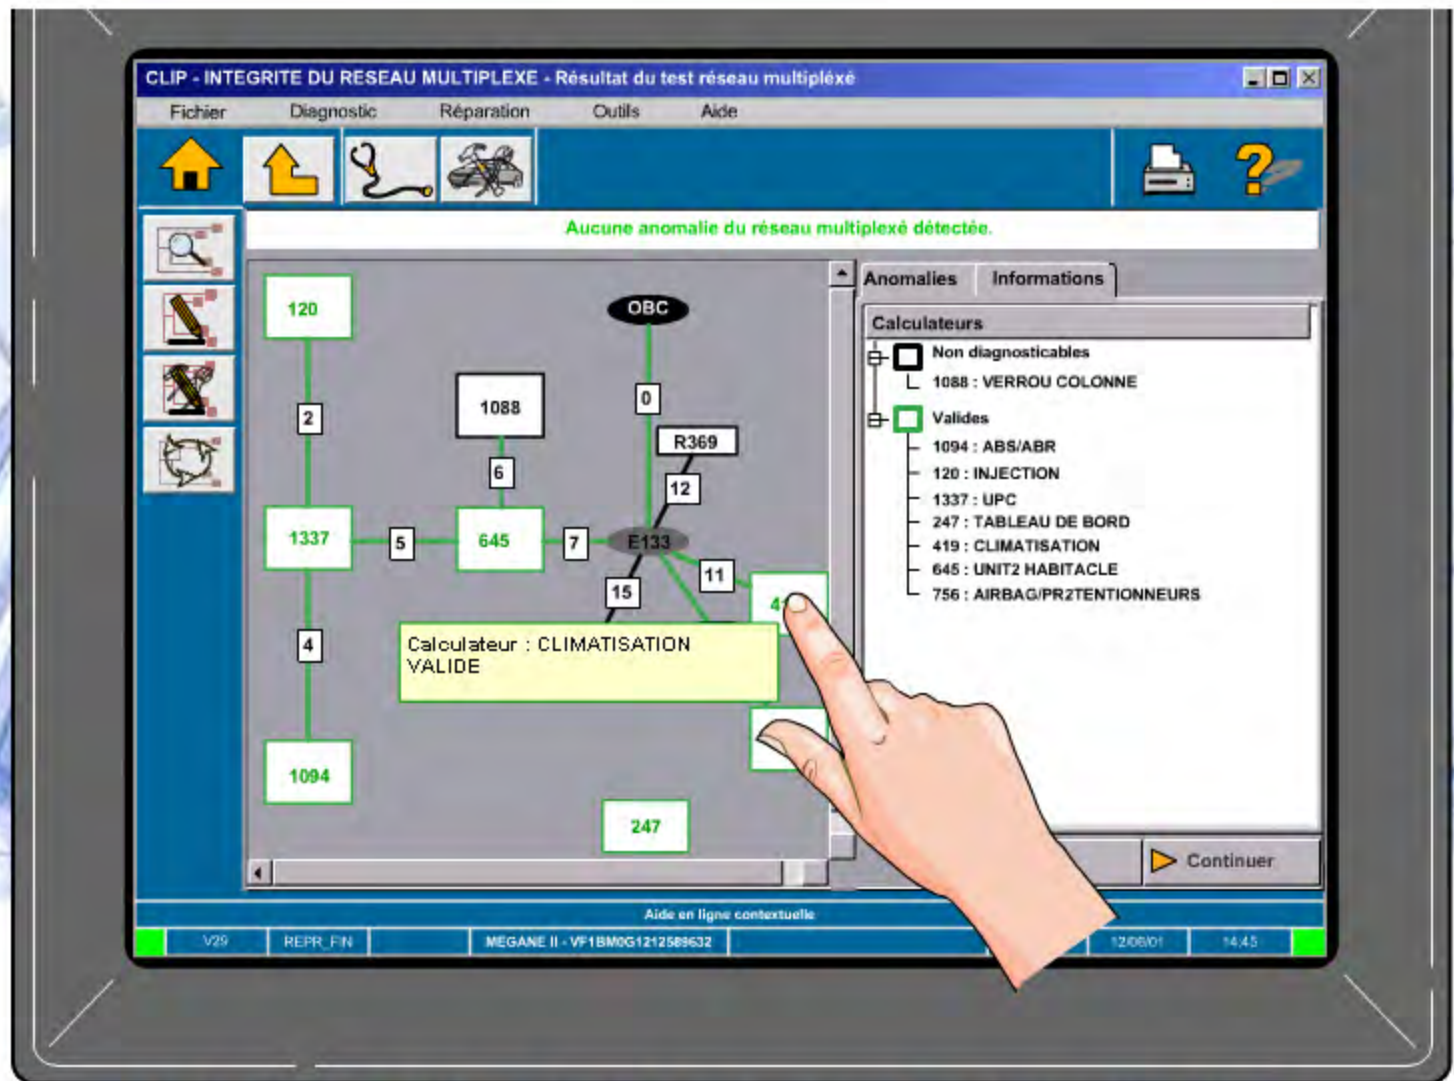 CLIP - INTEGRITE DU RESEAU MULTIPLEXE - Résultat du test réseau multipléxé
Fichier Diagnostic Réparation Outils Aide
Aucune anomalie du réseau multiplexé détectée.
120
OBC
2
1088
0
R369
6
12
1337
5
645
7
E133
11
15
4
Calculateur : CLIMATISATION
VALIDE
1094
247
Anomalies Informations
Calculateurs
Non diagnosticables
1088 : VERROU COLONNE
Valides
1094 : ABS/ABR
120 : INJECTION
1337 : UPC
247 : TABLEAU DE BORD
419 : CLIMATISATION
645 : UNIT2 HABITACLE
756 : AIRBAG/PR2TENTIONNEURS
Continuer
Aide en ligne contextuelle
V29 REPR_FIN MEGANE II - VF1BM0G1212589632 12/06/01 14:45